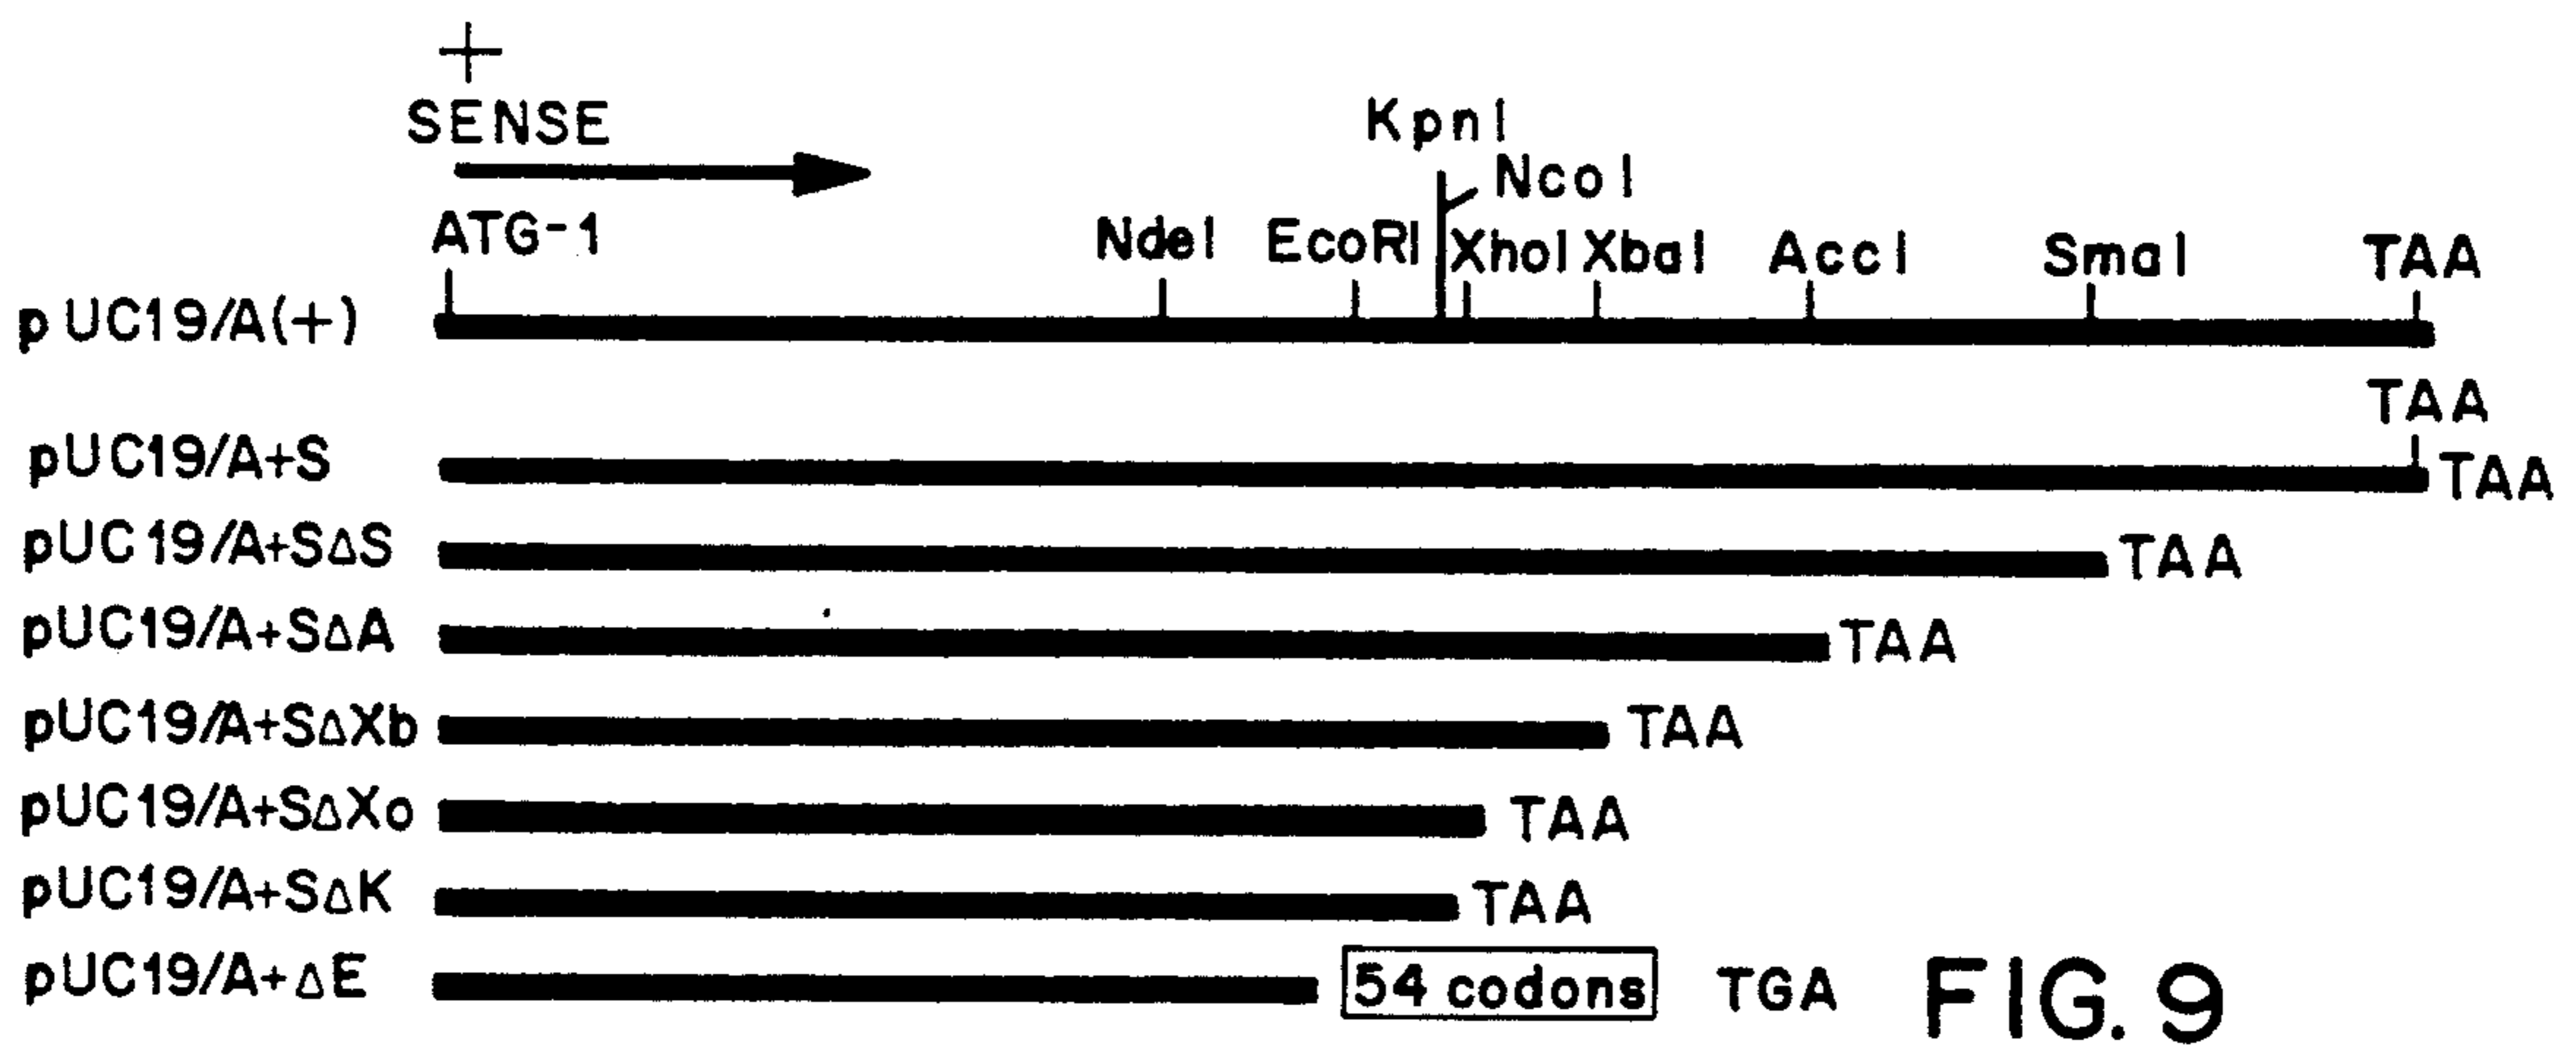 +
SENSE
KpnI
NcoI
ATG-1 NdeI EcoRI XhoI XbaI AccI SmaI TAA
pUC19/A(+)
TAA
pUC19/A+S TAA
pUC19/A+SΔS TAA
pUC19/A+SΔA TAA
pUC19/A+SΔXb TAA
pUC19/A+SΔXo TAA
pUC19/A+SΔK TAA
pUC19/A+ΔE 54 codons TGA FIG. 9